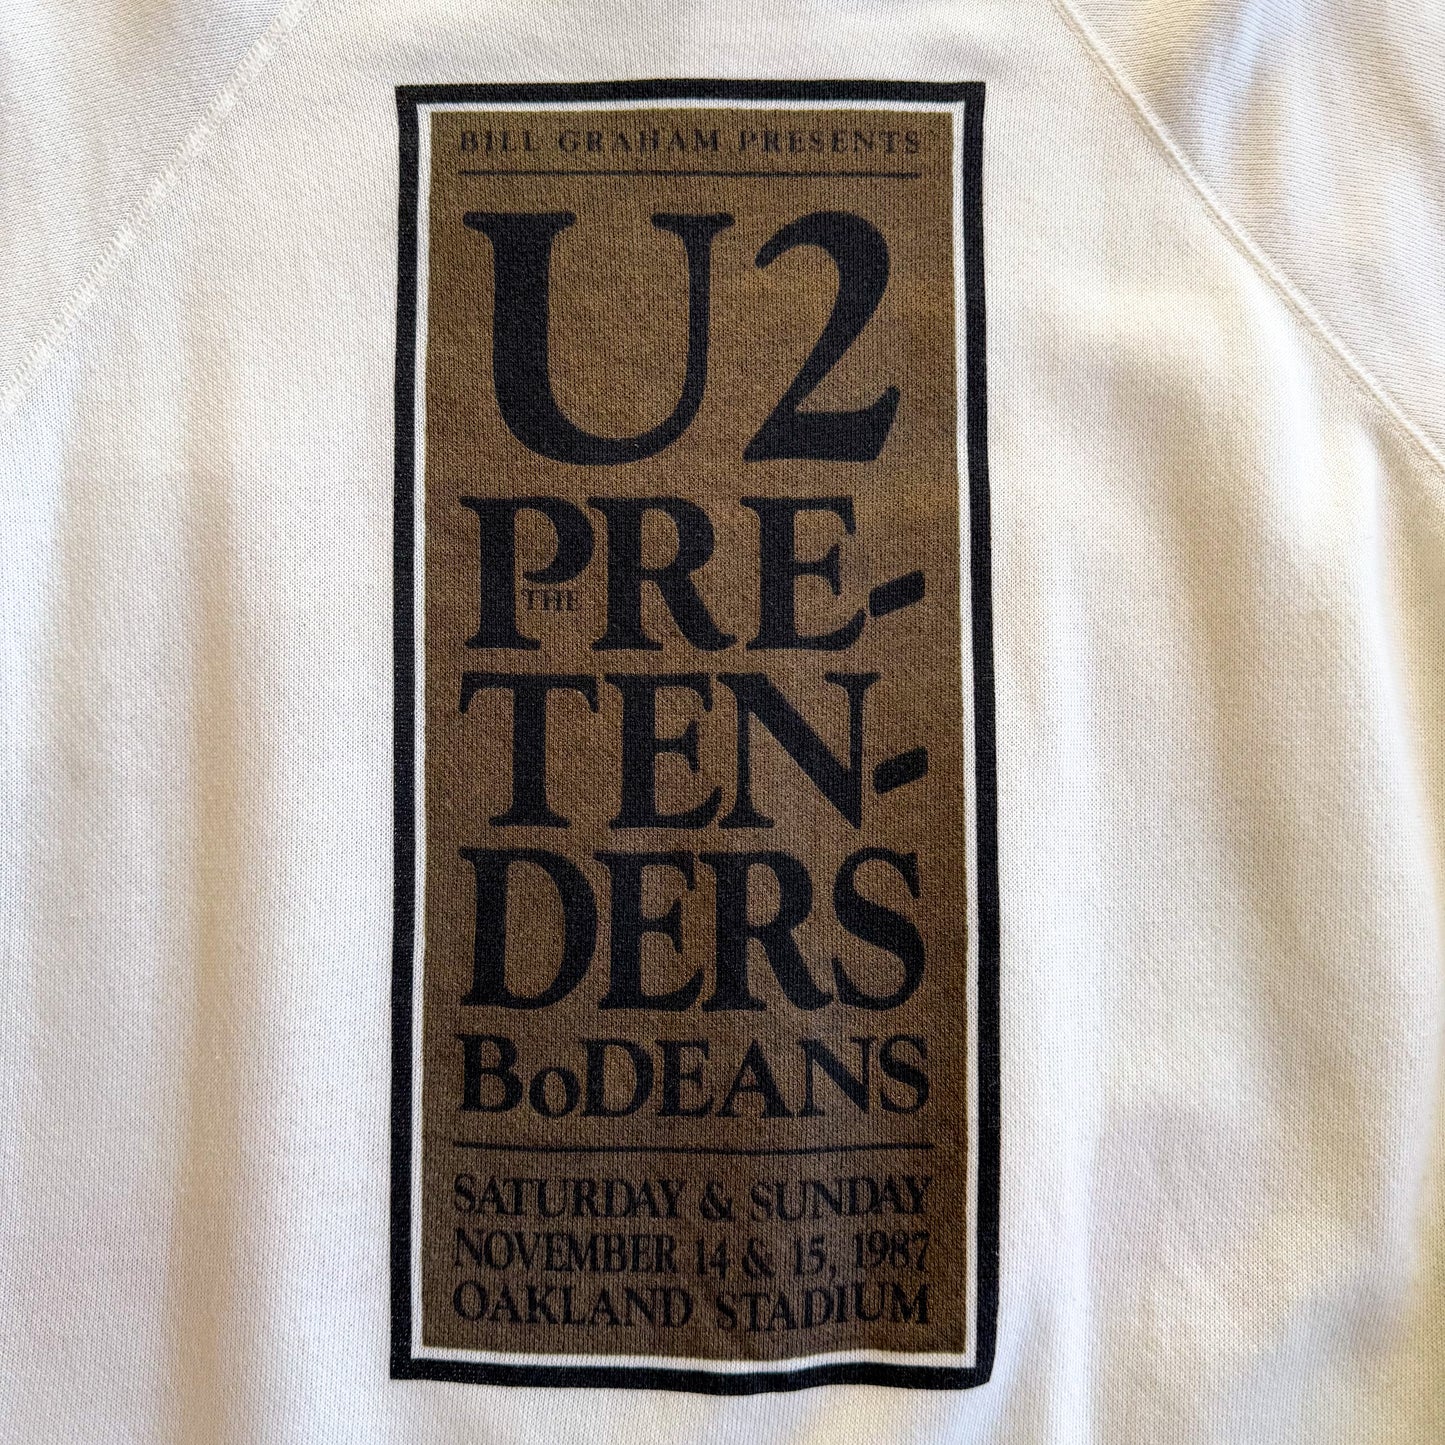 BILL GRAHAM PRESENTS
U2
THE PRE-
TEN-
DERS
BoDEANS
SATURDAY & SUNDAY
NOVEMBER 14 & 15, 1987
OAKLAND STADIUM